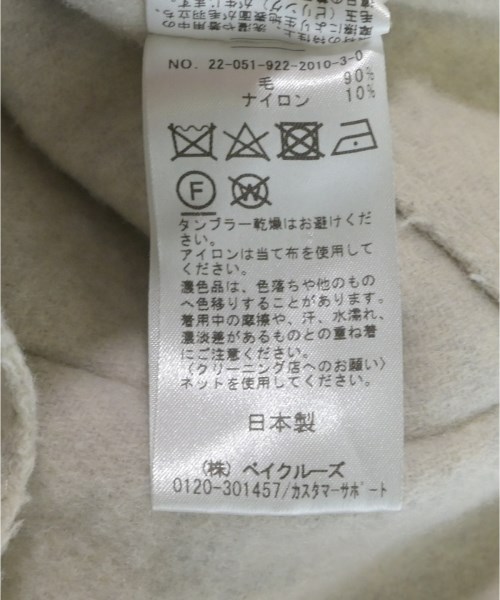 NO. 22-051-922-2010-3-0
毛 90%
ナイロン 10%
F W
タンブラー乾燥はお避けくだ
さい。
アイロンは当て布を使用して
ください。
濃色品は、色落ちや他のもの
へ色移りすることがあります。
着用中の摩擦や、汗、水濡れ、
濃淡差があるものとの重ね着
にご注意ください。
〈クリーニング店へのお願い〉
ネットを使用してください。
日本製
(株) ベイクルーズ
0120-301457/カスタマーサポート